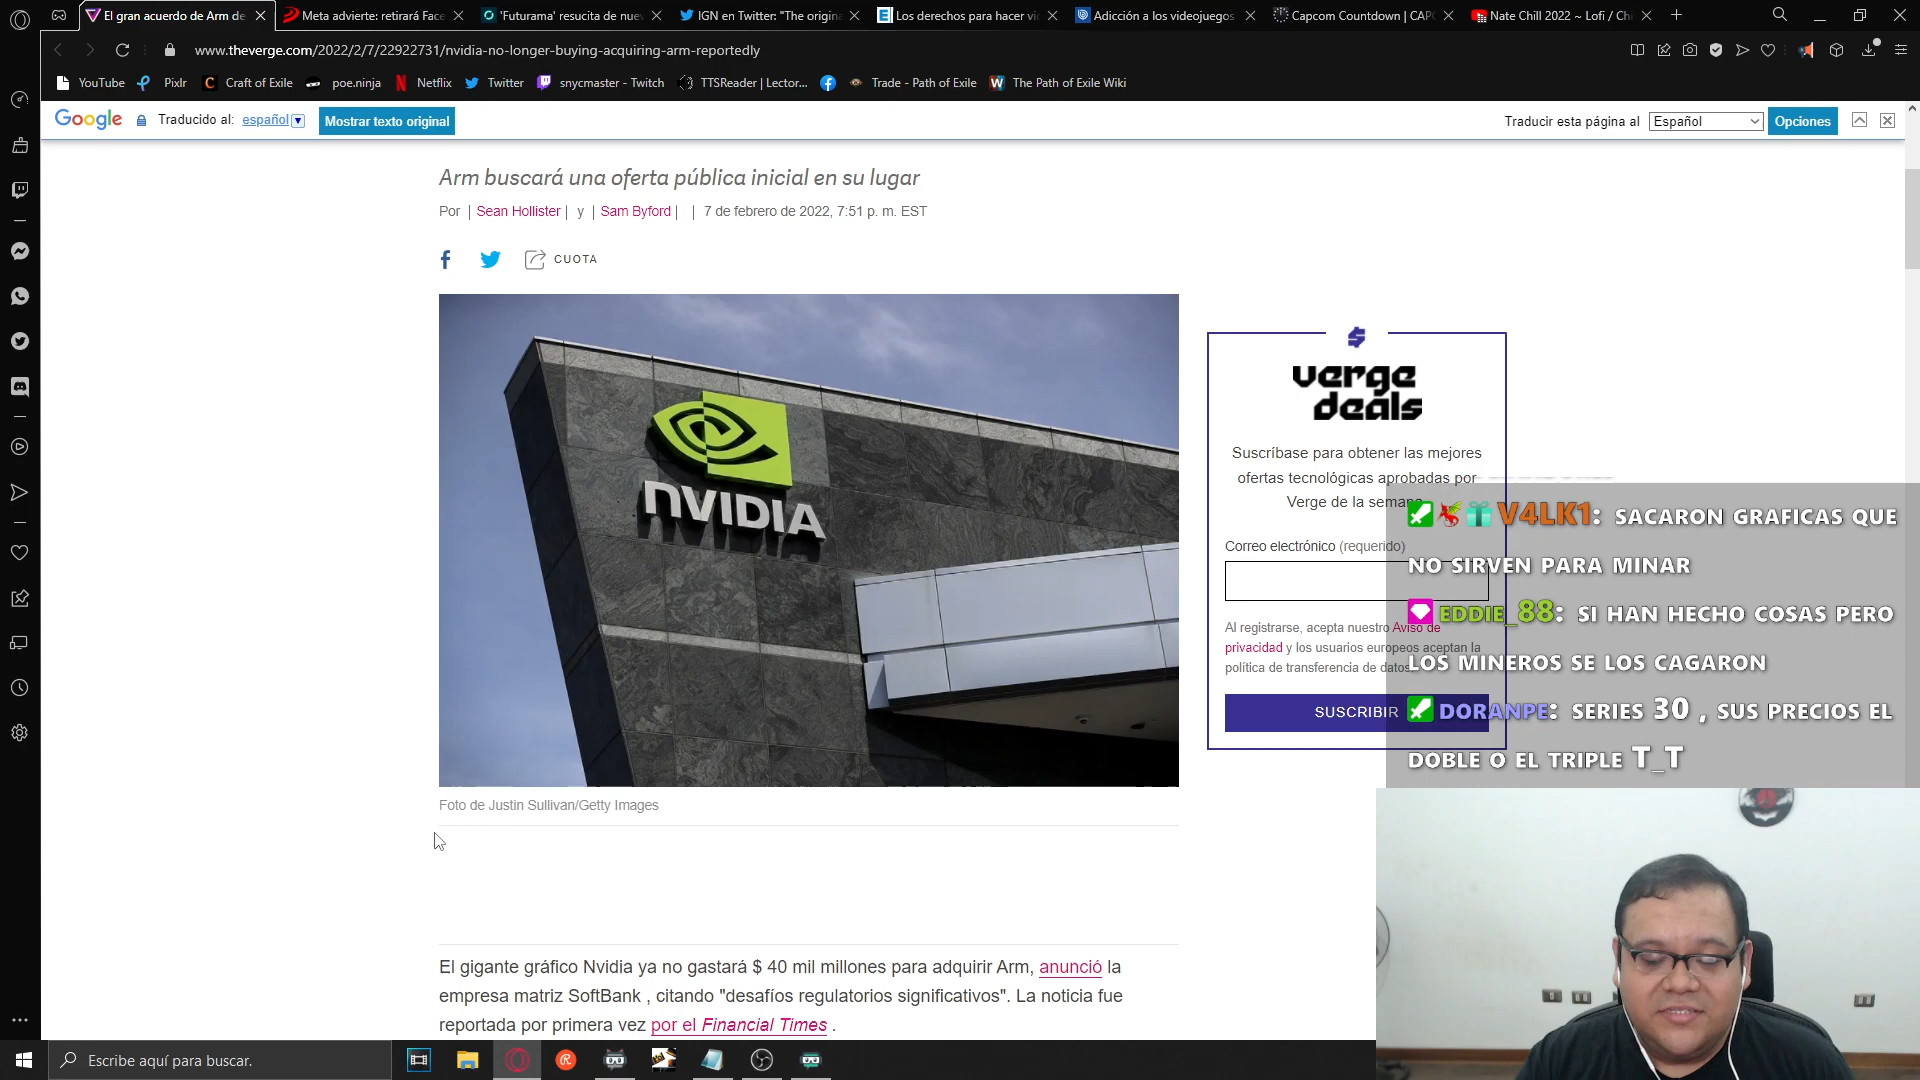 El gran acuerdo de Arm de
Meta advierte: retirará Face
'Futurama' resucita de nue
IGN en Twitter: "The origina
Los derechos para hacer vi
Adicción a los videojuegos
Capcom Countdown | CAPC
Nate Chill 2022 ~ Lofi / Chi
www.theverge.com/2022/2/7/22922731/nvidia-no-longer-buying-acquiring-arm-reportedly
YouTube Pixlr Craft of Exile poe.ninja Netflix Twitter snycmaster - Twitch TTSReader | Lector... Trade - Path of Exile The Path of Exile Wiki
Google Traducido al: español Mostrar texto original Traducir esta página al Español Opciones
Arm buscará una oferta pública inicial en su lugar
Por | Sean Hollister | y | Sam Byford | | 7 de febrero de 2022, 7:51 p. m. EST
CUOTA
NVIDIA
verge
deals
Suscríbase para obtener las mejores
ofertas tecnológicas aprobadas por
Verge de la semana
Correo electrónico (requerido)
Al registrarse, acepta nuestro Aviso de
privacidad y los usuarios europeos aceptan la
política de transferencia de datos
SUSCRIBIR
V4LK1: SACARON GRAFICAS QUE
NO SIRVEN PARA MINAR
EDDIE_88: SI HAN HECHO COSAS PERO
LOS MINEROS SE LOS CAGARON
DORANPE: SERIES 30 , SUS PRECIOS EL
DOBLE O EL TRIPLE T_T
Foto de Justin Sullivan/Getty Images
El gigante gráfico Nvidia ya no gastará $ 40 mil millones para adquirir Arm, anunció la
empresa matriz SoftBank , citando "desafíos regulatorios significativos". La noticia fue
reportada por primera vez por el Financial Times .
Escribe aquí para buscar.